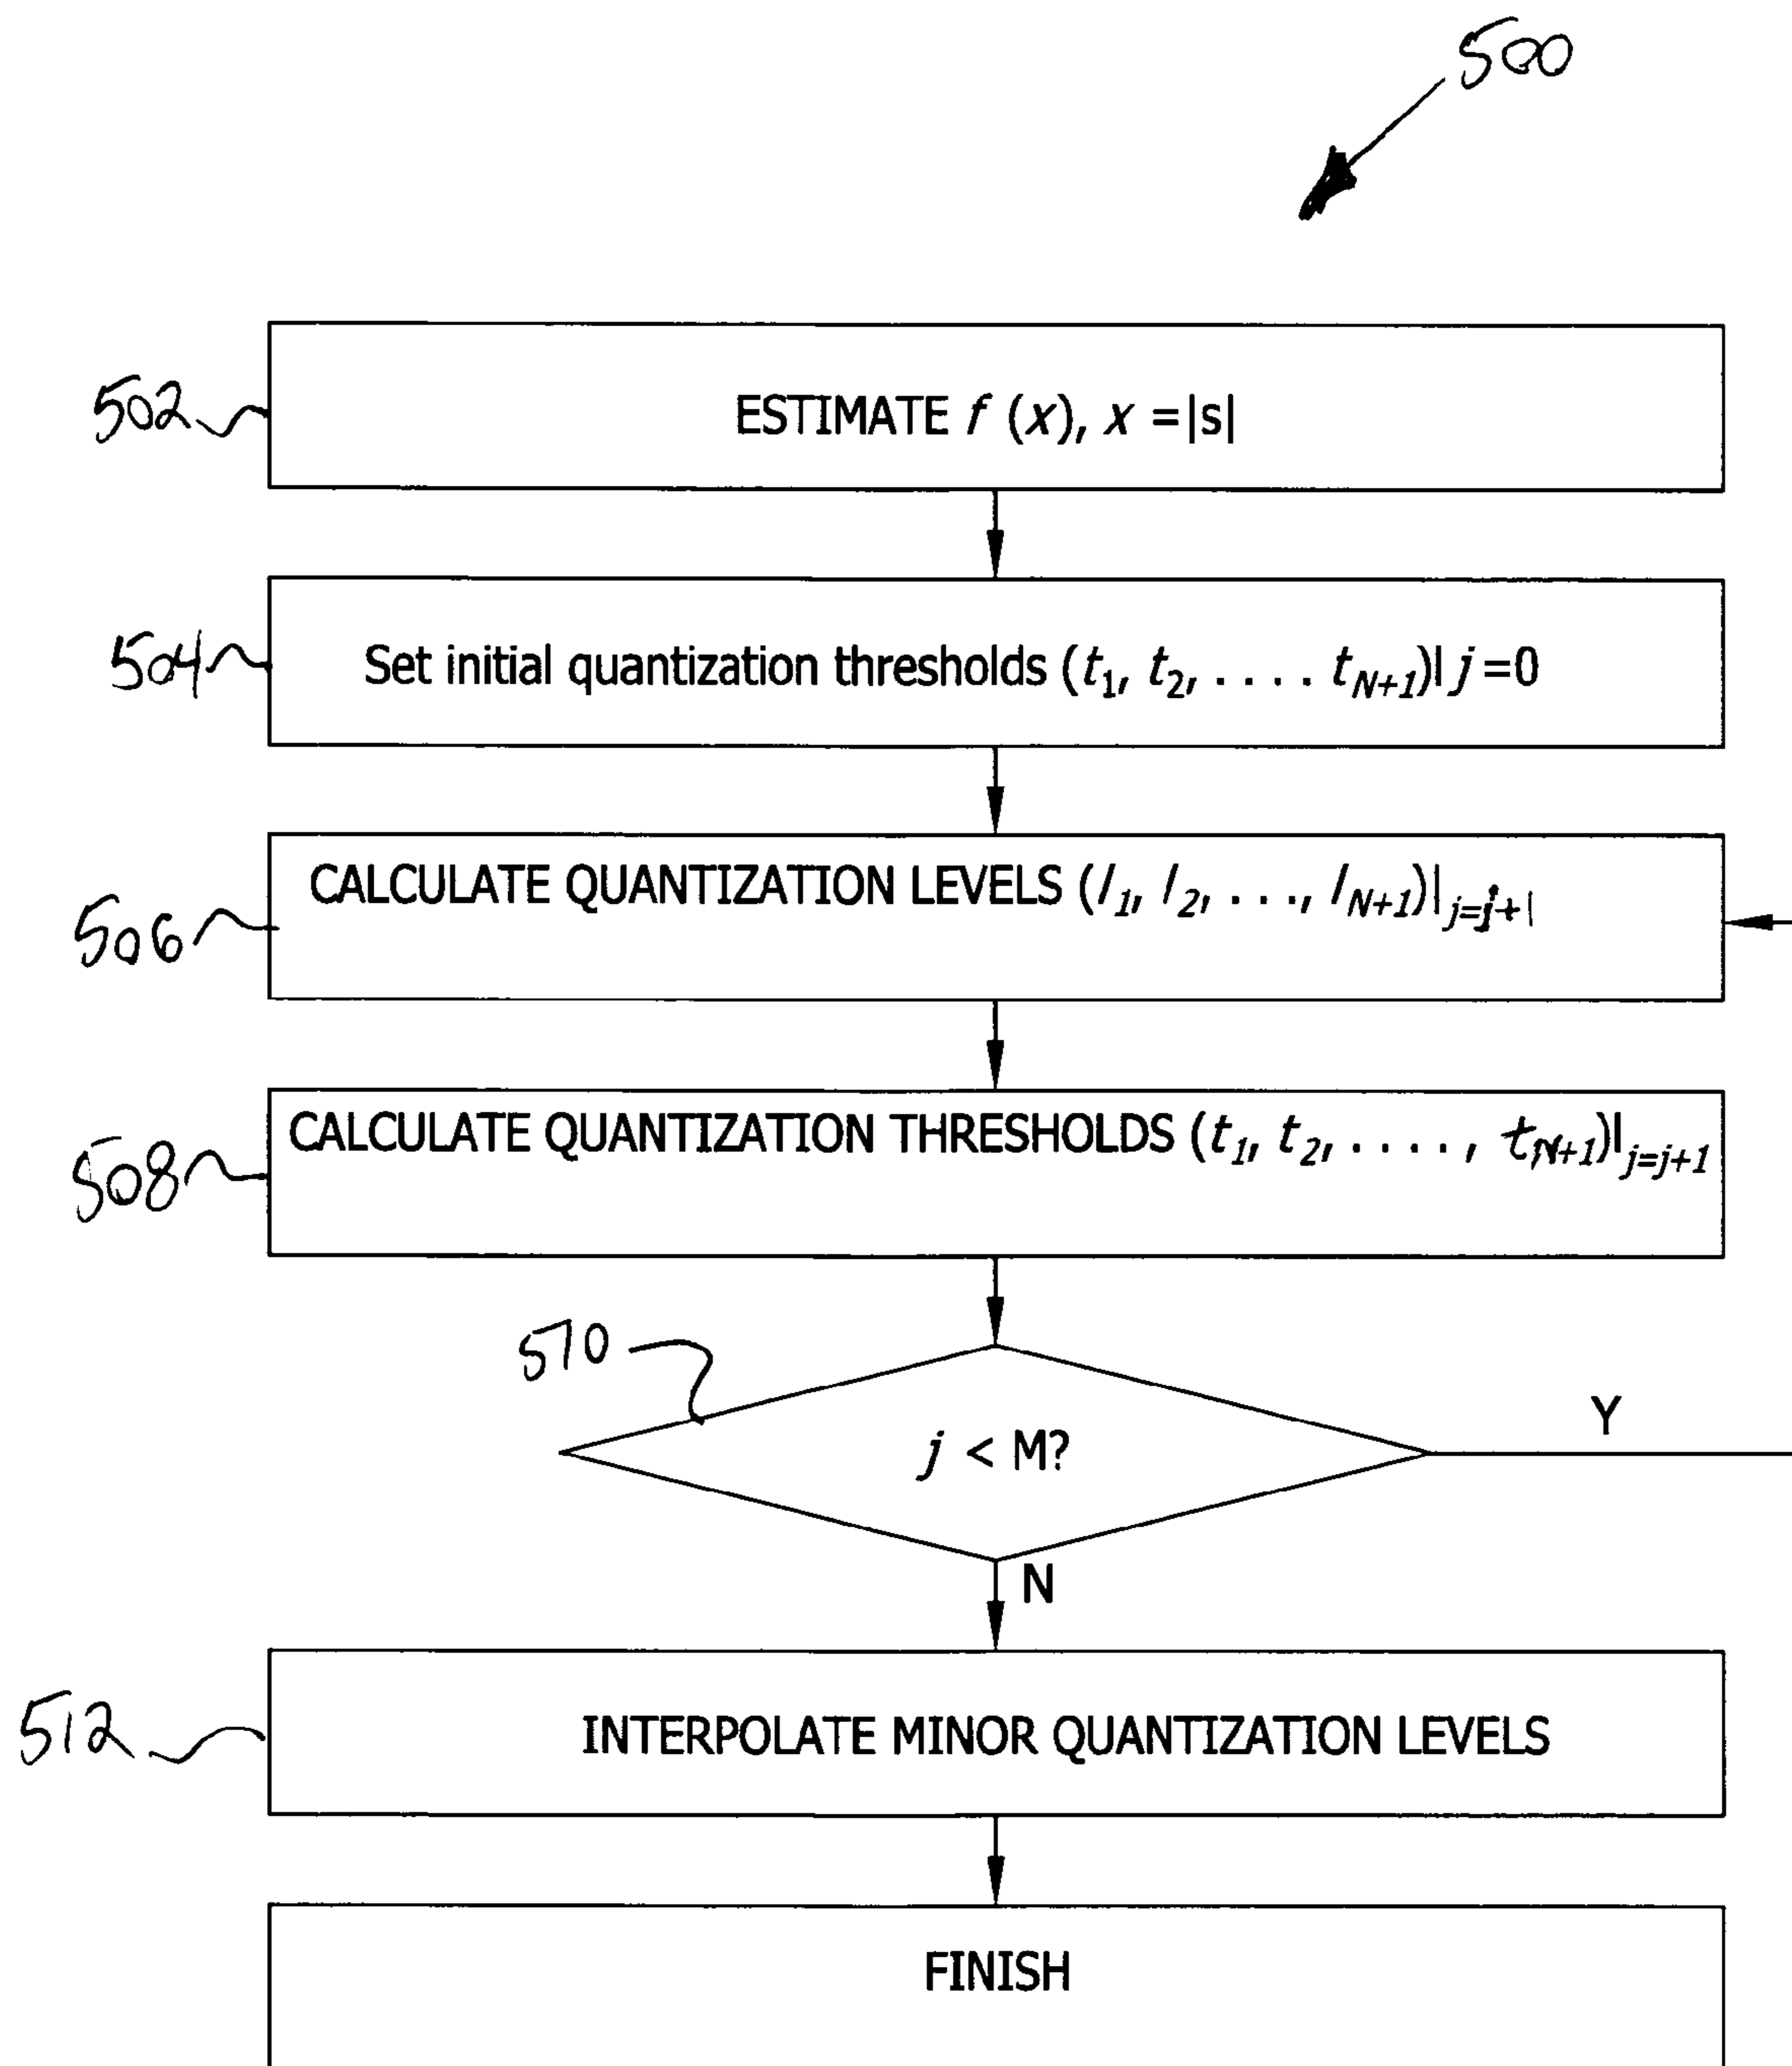 500
502
ESTIMATE f (x), x =|s|
504
Set initial quantization thresholds (t1, t2, . . . . tN+1)| j =0
506
CALCULATE QUANTIZATION LEVELS (l1, l2, . . ., lN+1)|j=j+1
508
CALCULATE QUANTIZATION THRESHOLDS (t1, t2, . . . . , tN+1)|j=j+1
510
j < M?
Y
N
512
INTERPOLATE MINOR QUANTIZATION LEVELS
FINISH